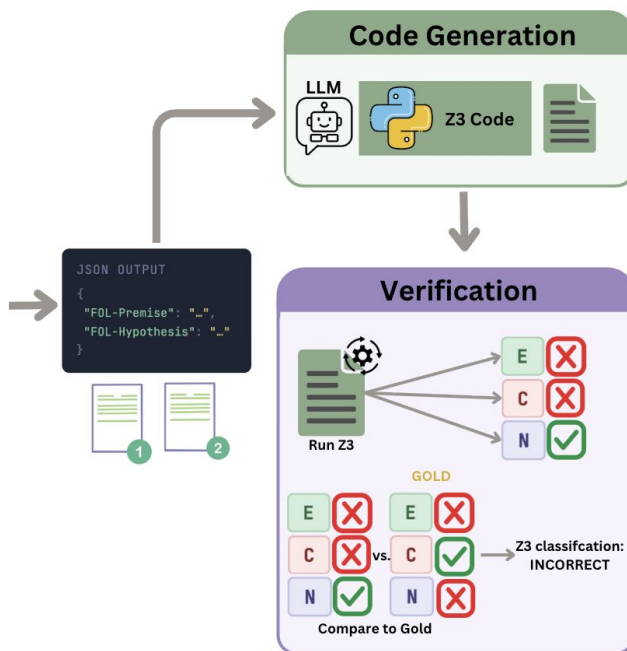 Code Generation
LLM
Z3 Code
JSON OUTPUT
{
"FOL-Premise": "…",
"FOL-Hypothesis": "…"
}
1
2
Verification
Run Z3
E
C
N
GOLD
E
E
C
vs.
C
N
N
Z3 classifcation:
INCORRECT
Compare to Gold